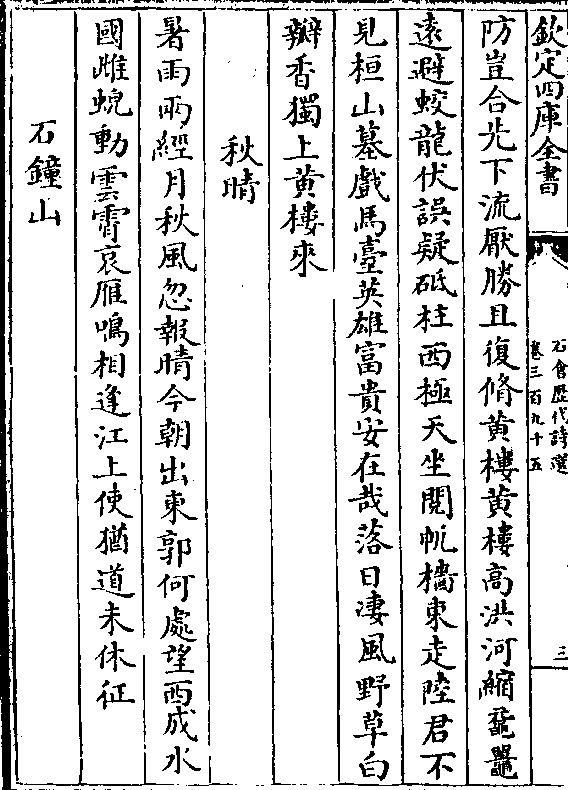 欽定四庫全書
石倉歴代詩選
卷三百九十五
三
防豈合先下流厭勝且復脩黄樓黄樓髙洪河縮黿鼉
逺避蛟龍伏誤疑砥柱西極天坐閱帆檣東走陸君不
見桓山墓戲馬臺英雄富貴安在哉落日凄風野草白
瓣香獨上黄樓來
秋晴
暑雨兩經月秋風忽報晴今朝出東郭何處望西成水
國雌蜺動雲霄哀雁鳴相逢江上使猶道未休征
石鐘山